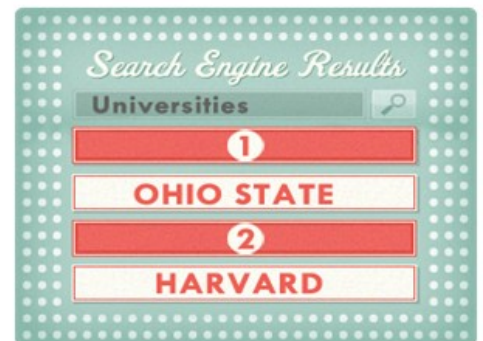 Search Engine Results
Universities
1
OHIO STATE
2
HARVARD